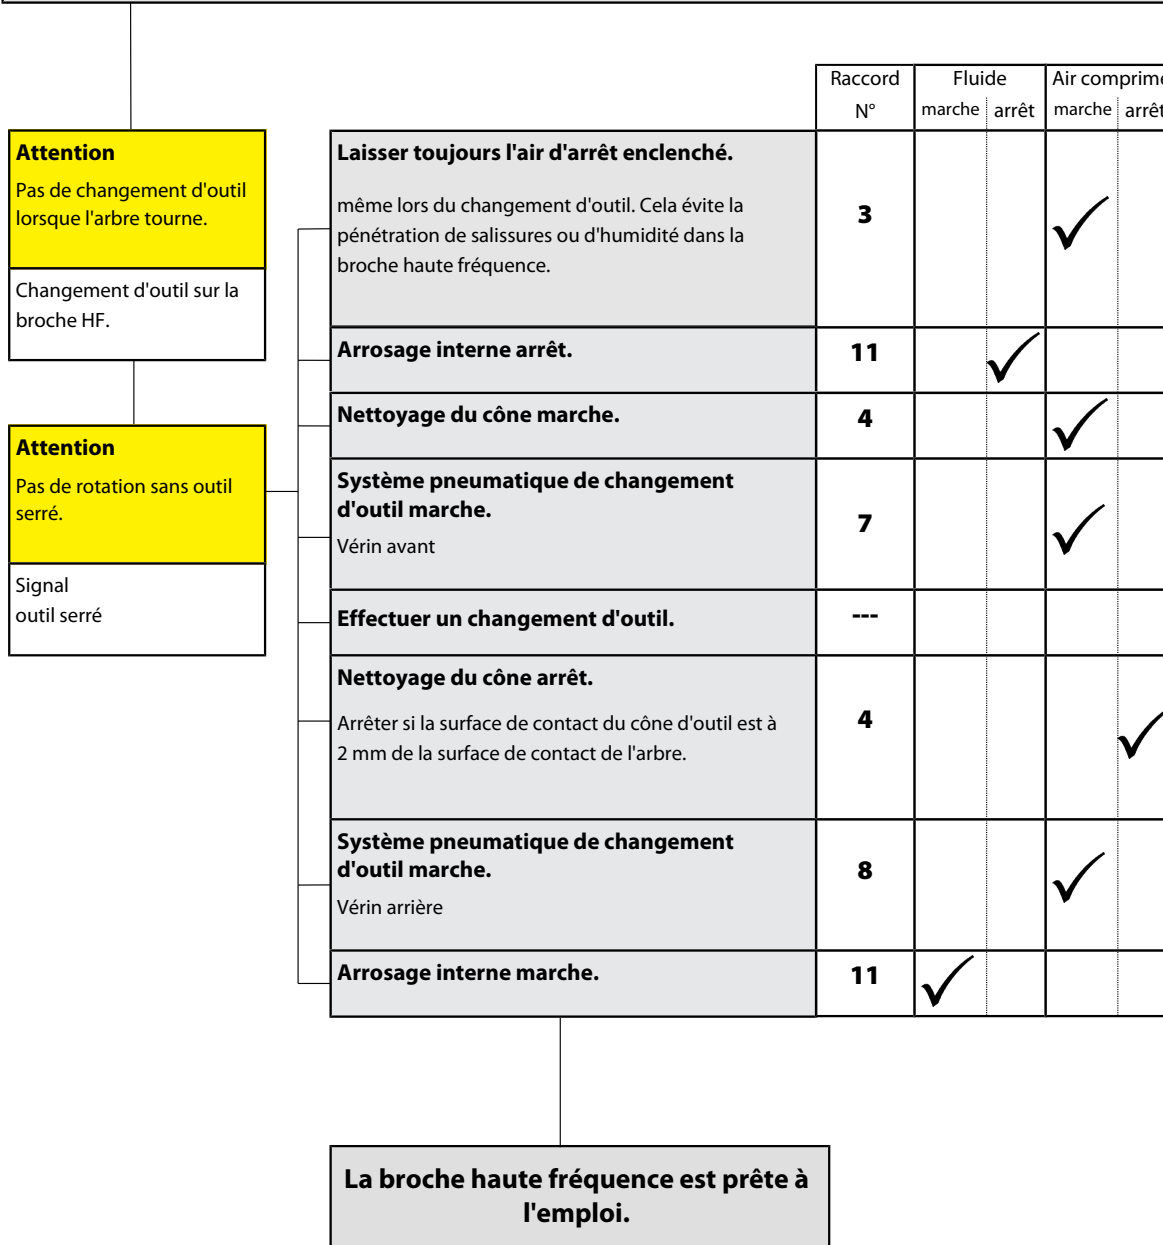 Raccord Fluide Air comprimé
N° marche arrêt marche arrêt
Attention
Pas de changement d'outil
lorsque l'arbre tourne.
Changement d'outil sur la
broche HF.
Attention
Pas de rotation sans outil
serré.
Signal
outil serré
Laisser toujours l'air d'arrêt enclenché.
même lors du changement d'outil. Cela évite la
pénétration de salissures ou d'humidité dans la
broche haute fréquence.
3
Arrosage interne arrêt.
11
Nettoyage du cône marche.
4
Système pneumatique de changement
d'outil marche.
Vérin avant
7
Effectuer un changement d'outil.
---
Nettoyage du cône arrêt.
Arrêter si la surface de contact du cône d'outil est à
2 mm de la surface de contact de l'arbre.
4
Système pneumatique de changement
d'outil marche.
Vérin arrière
8
Arrosage interne marche.
11
La broche haute fréquence est prête à
l'emploi.